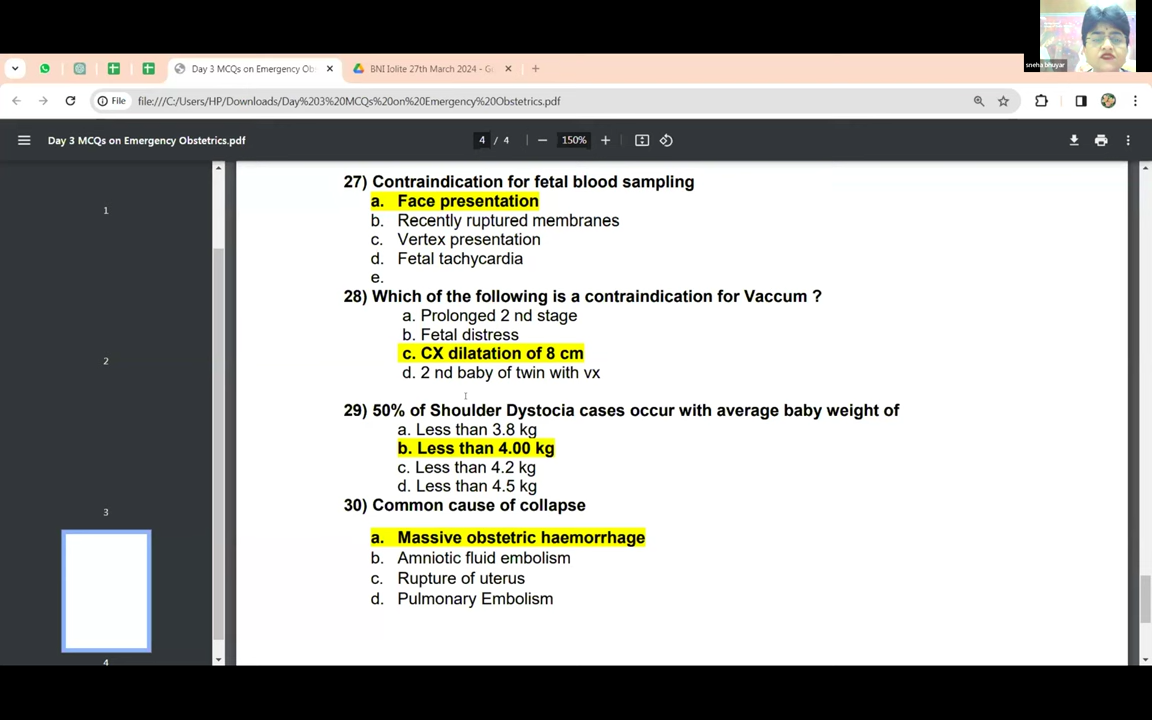 sneha bhuyar
Day 3 MCQs on Emergency Ob
BNI Iolite 27th March 2024 - Go
File
file:///C:/Users/HP/Downloads/Day%203%20MCQs%20on%20Emergency%20Obstetrics.pdf
Day 3 MCQs on Emergency Obstetrics.pdf
4 / 4
150%
1
2
3
4
27) Contraindication for fetal blood sampling
a. Face presentation
b. Recently ruptured membranes
c. Vertex presentation
d. Fetal tachycardia
e.
28) Which of the following is a contraindication for Vaccum ?
a. Prolonged 2 nd stage
b. Fetal distress
c. CX dilatation of 8 cm
d. 2 nd baby of twin with vx
29) 50% of Shoulder Dystocia cases occur with average baby weight of
a. Less than 3.8 kg
b. Less than 4.00 kg
c. Less than 4.2 kg
d. Less than 4.5 kg
30) Common cause of collapse
a. Massive obstetric haemorrhage
b. Amniotic fluid embolism
c. Rupture of uterus
d. Pulmonary Embolism